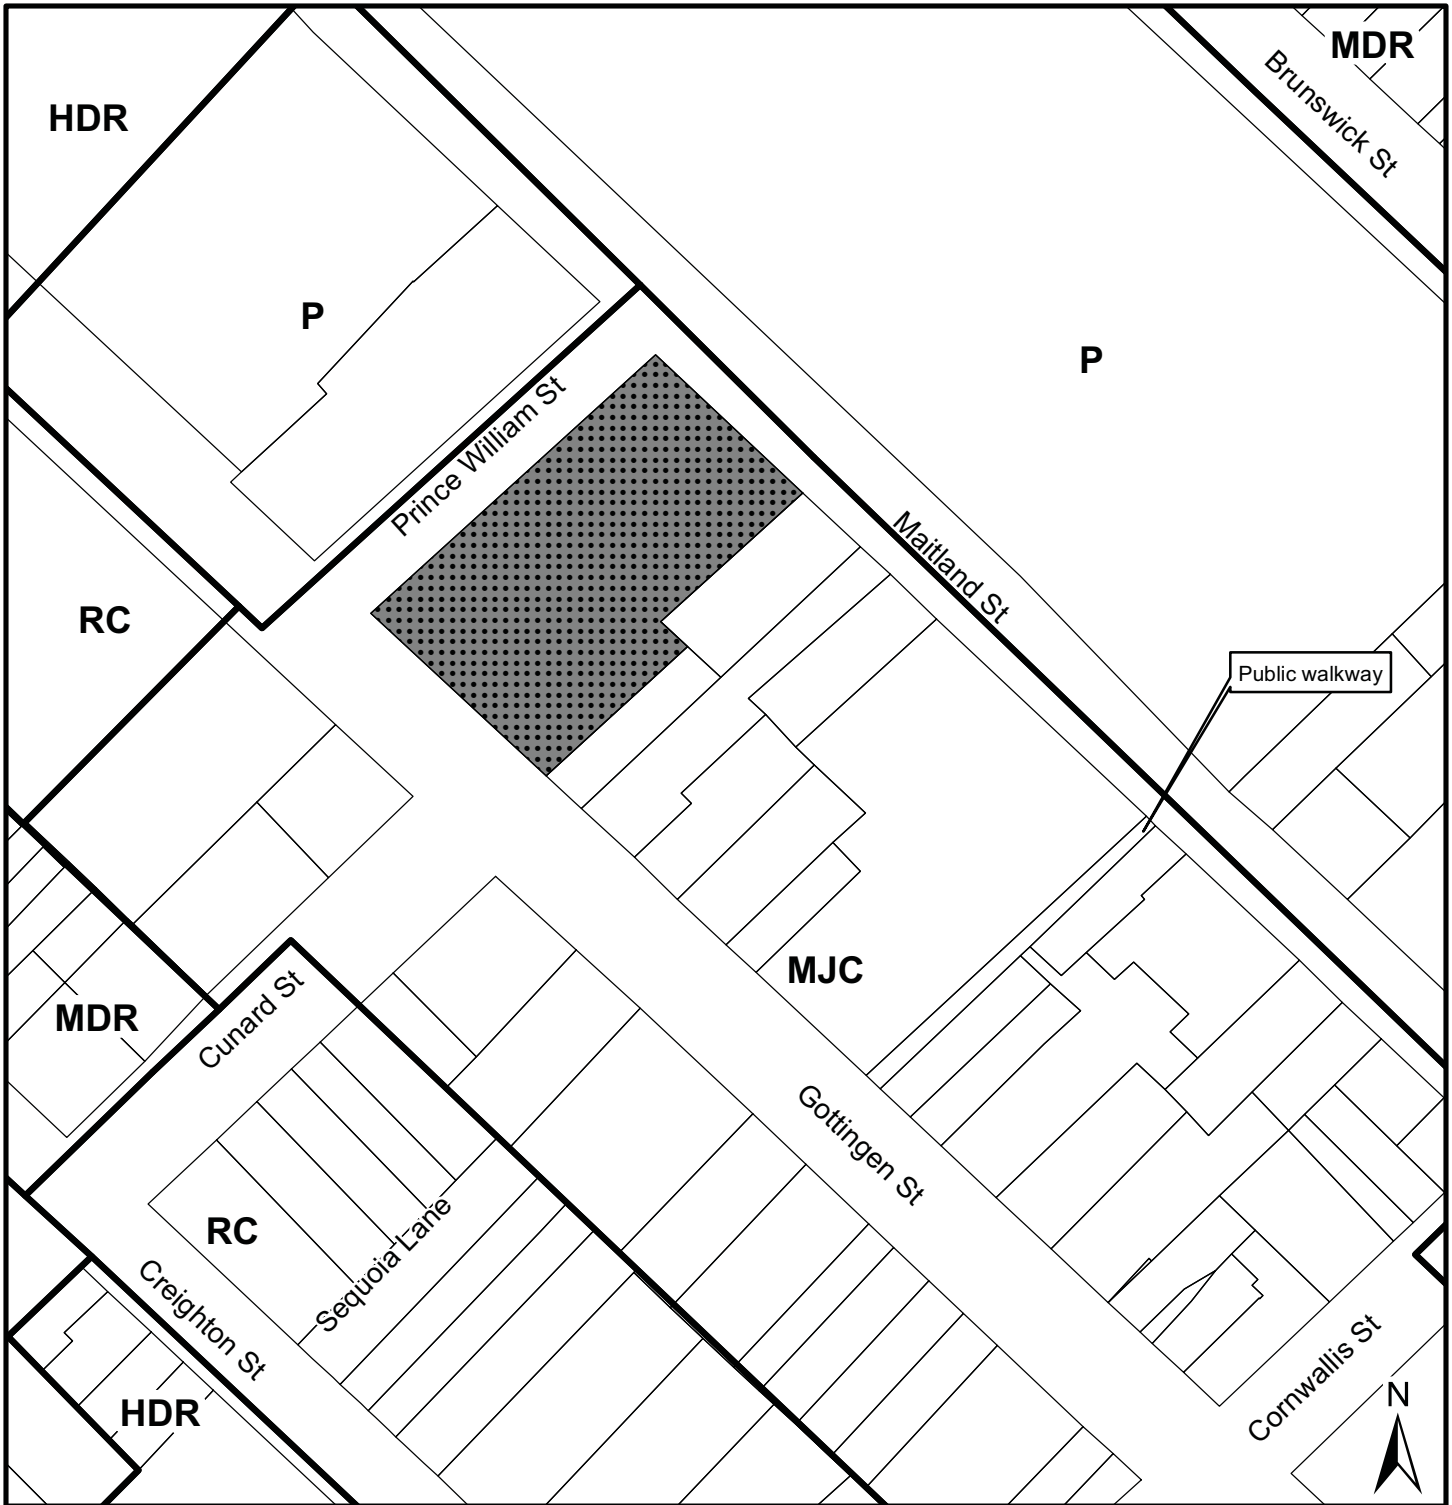 MDR
Brunswick St
HDR
P
P
Prince William St
Maitland St
RC
Public walkway
MJC
MDR
Cunard St
Gottingen St
RC
Sequoia Lane
Creighton St
Cornwallis St
HDR
N